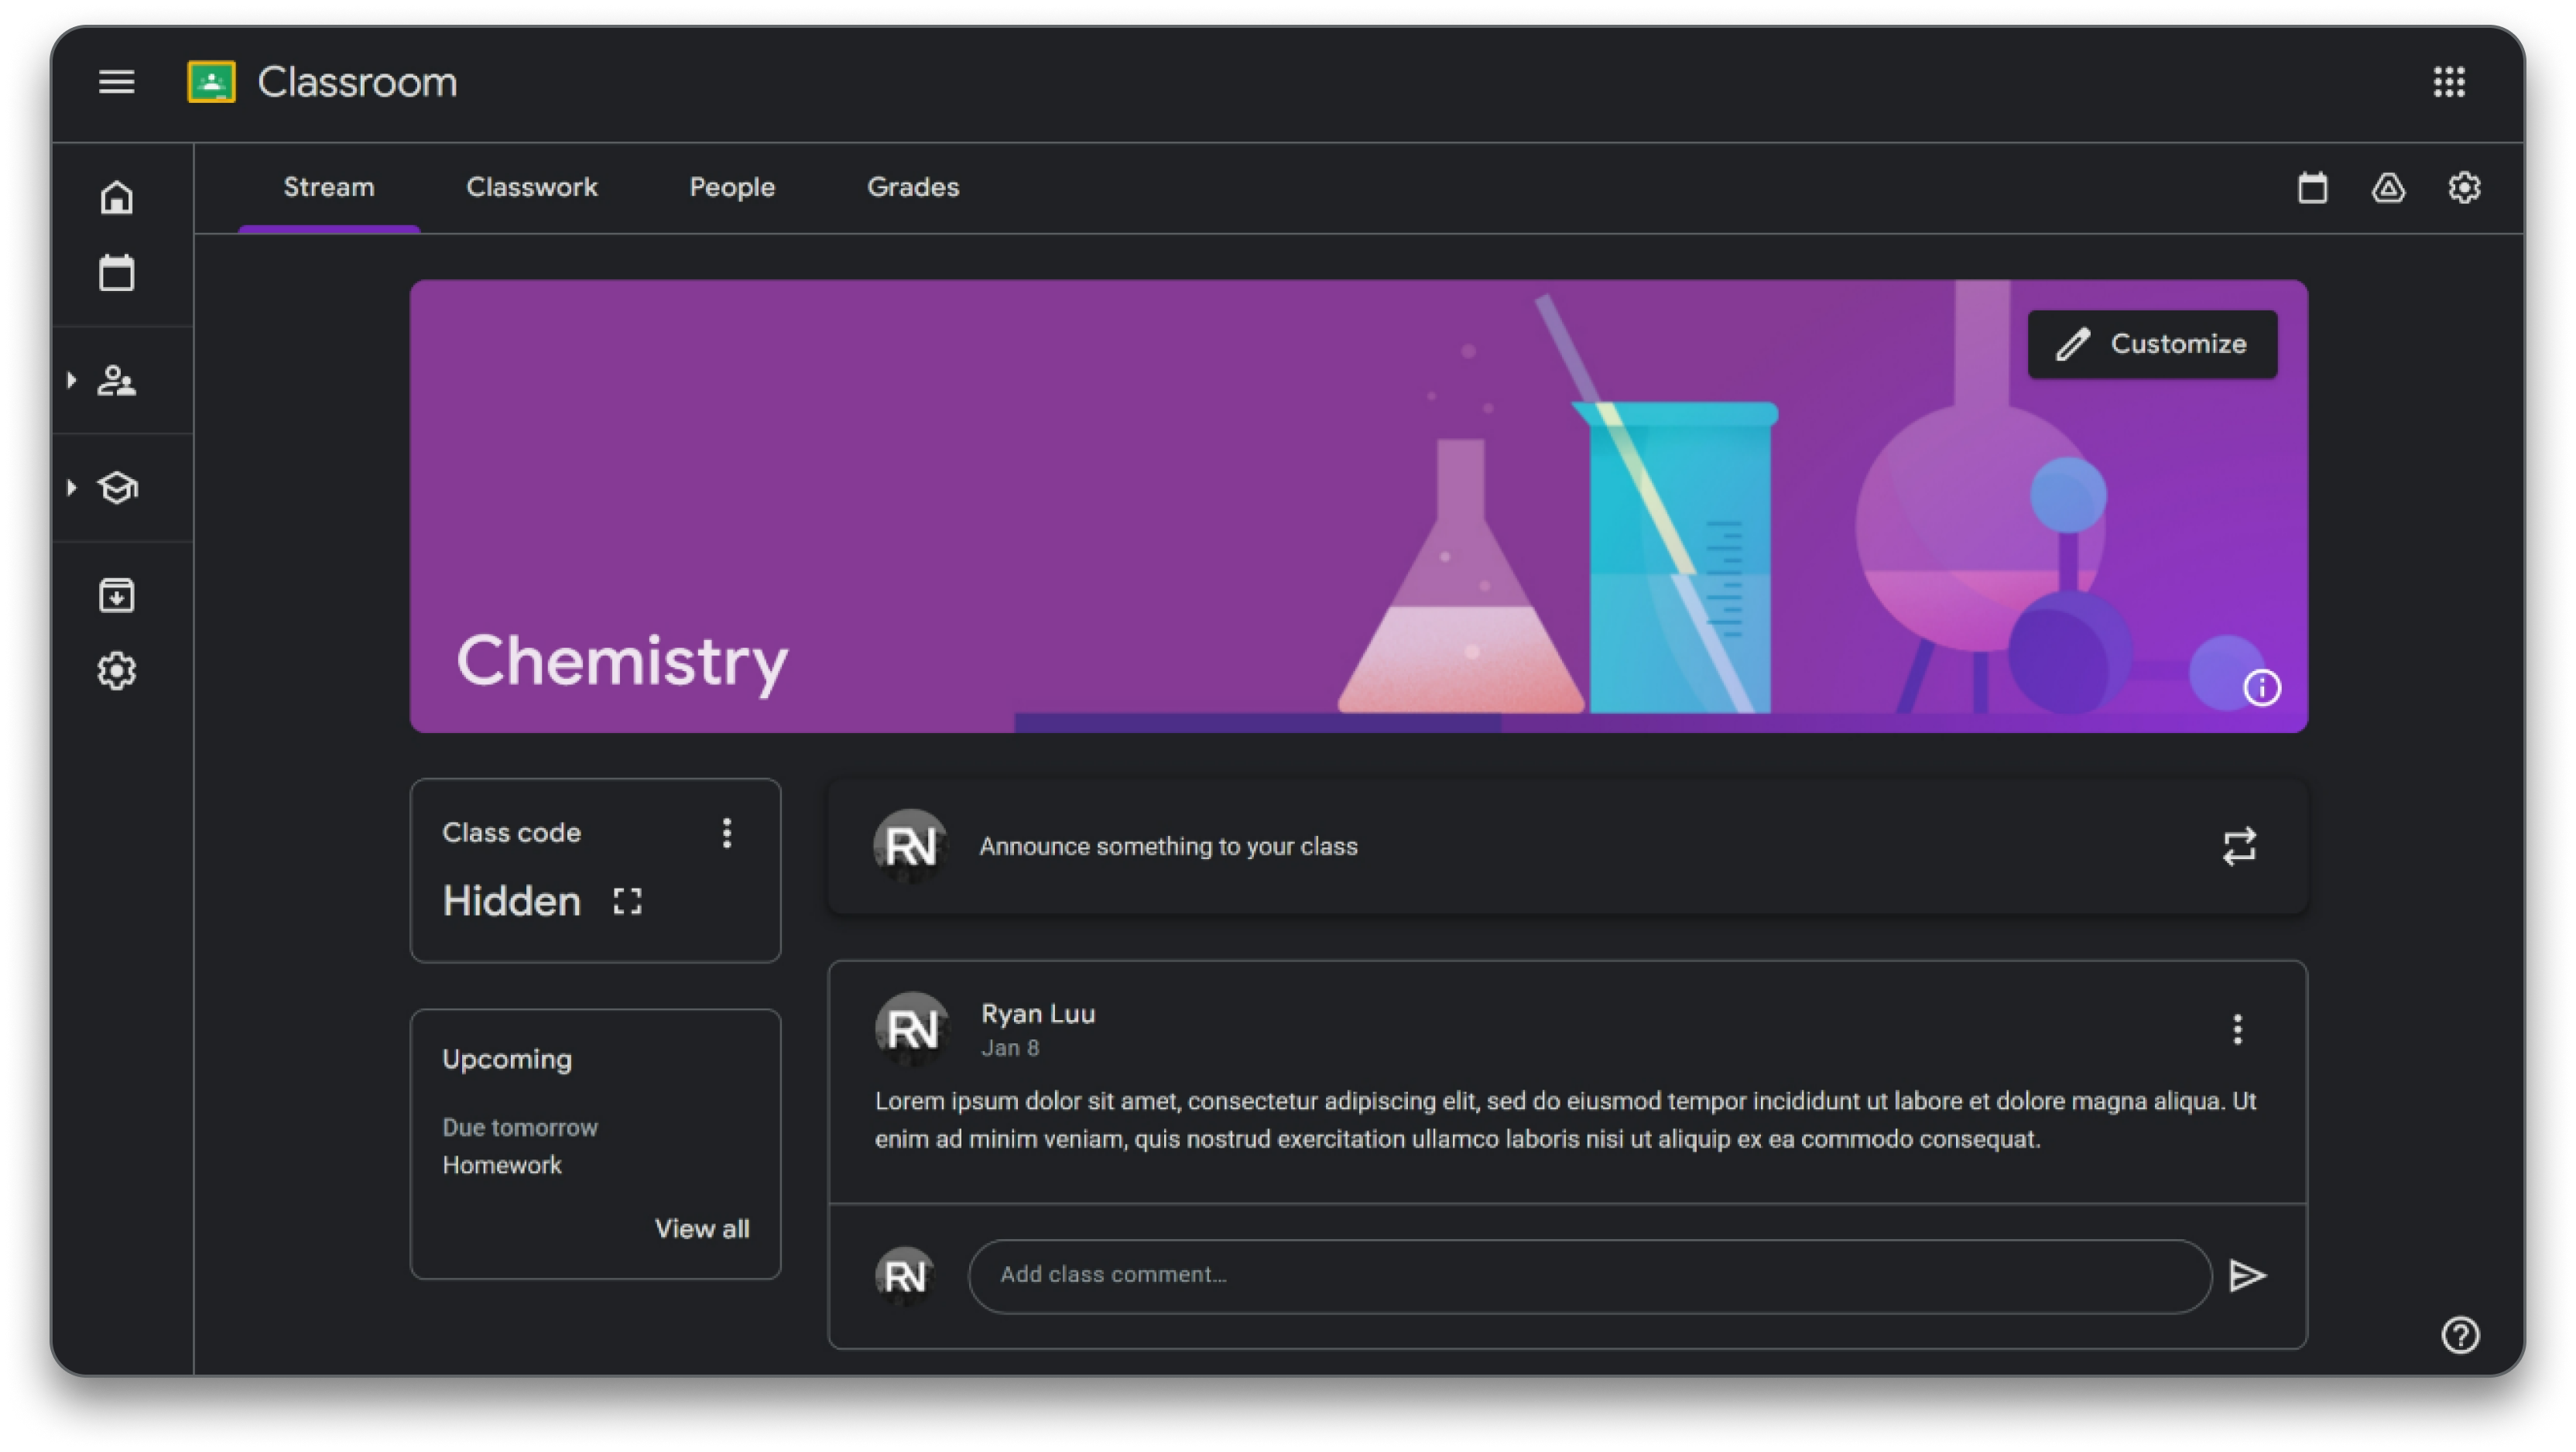 Classroom
Stream
Classwork
People
Grades
Customize
Chemistry
Class code
Hidden
RN
Announce something to your class
Upcoming
Due tomorrow
Homework
View all
RN
Ryan Luu
Jan 8
Lorem ipsum dolor sit amet, consectetur adipiscing elit, sed do eiusmod tempor incididunt ut labore et dolore magna aliqua. Ut
enim ad minim veniam, quis nostrud exercitation ullamco laboris nisi ut aliquip ex ea commodo consequat.
RN
Add class comment...